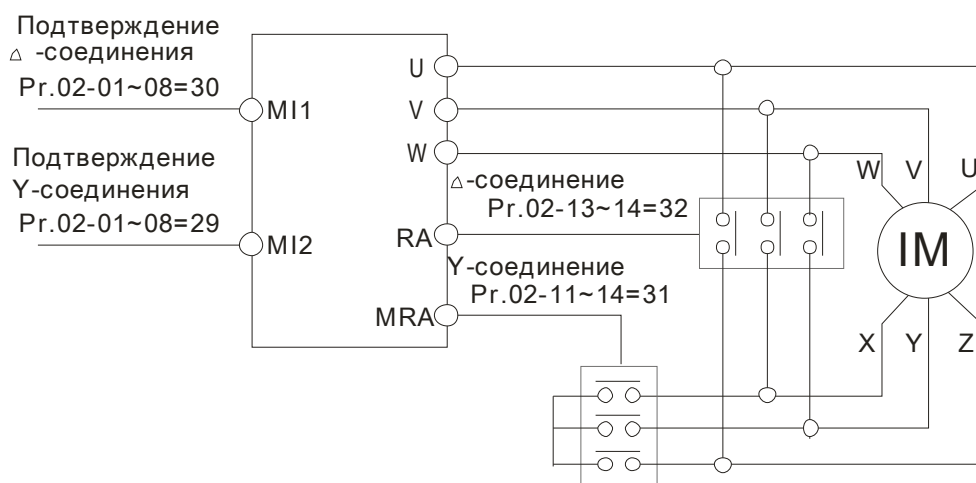 Подтверждение
△ -соединения
Pr.02-01~08=30
MI1
Подтверждение
Y-соединения
Pr.02-01~08=29
MI2
U
V
W
RA
MRA
△-соединение
Pr.02-13~14=32
Y-соединение
Pr.02-11~14=31
W V U
IM
X Y Z